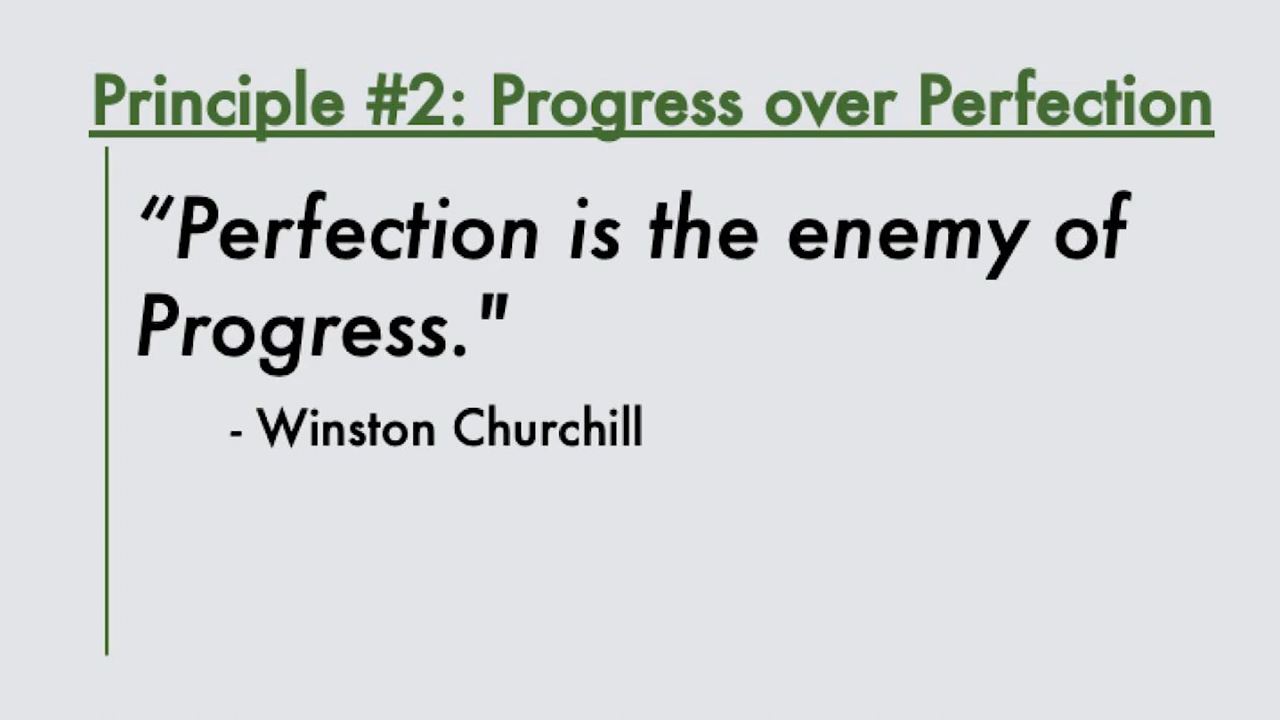 Principle #2: Progress over Perfection
“Perfection is the enemy of
Progress."
- Winston Churchill